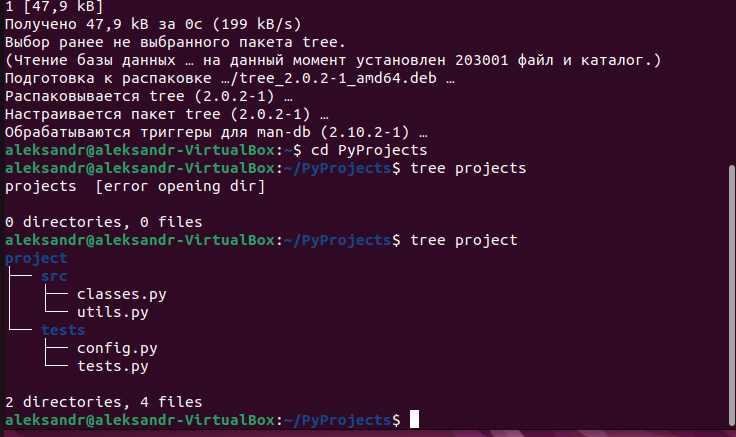 1 [47,9 kB]
Получено 47,9 kB за 0с (199 kB/s)
Выбор ранее не выбранного пакета tree.
(Чтение базы данных … на данный момент установлен 203001 файл и каталог.)
Подготовка к распаковке …/tree_2.0.2-1_amd64.deb …
Распаковывается tree (2.0.2-1) …
Настраивается пакет tree (2.0.2-1) …
Обрабатываются триггеры для man-db (2.10.2-1) …
aleksandr@aleksandr-VirtualBox:~$ cd PyProjects
aleksandr@aleksandr-VirtualBox:~/PyProjects$ tree projects
projects  [error opening dir]

0 directories, 0 files
aleksandr@aleksandr-VirtualBox:~/PyProjects$ tree project
project
├── src
│   ├── classes.py
│   └── utils.py
└── tests
    ├── config.py
    └── tests.py

2 directories, 4 files
aleksandr@aleksandr-VirtualBox:~/PyProjects$